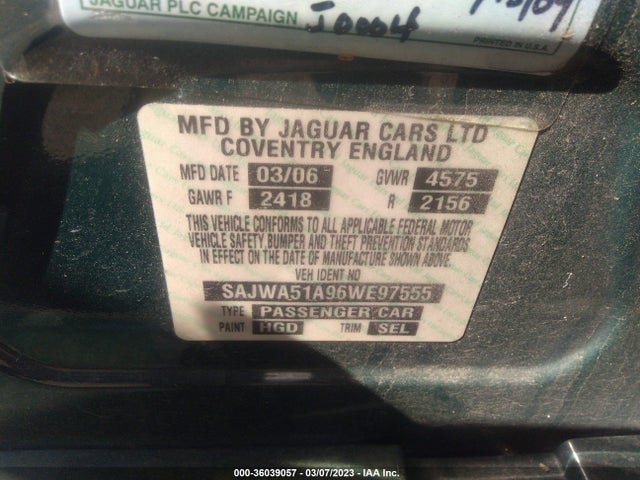 JAGUAR PLC CAMPAIGN J0004
PRINTED IN U.S.A.
MFD BY JAGUAR CARS LTD
COVENTRY ENGLAND
MFD DATE 03/06 GVWR 4575
GAWR F 2418 R 2156
THIS VEHICLE CONFORMS TO ALL APPLICABLE FEDERAL MOTOR
VEHICLE SAFETY BUMPER AND THEFT PREVENTION STANDARDS
IN EFFECT ON THE DATE OF MANUFACTURE SHOWN ABOVE
VEH IDENT NO
SAJWA51A96WE97555
TYPE PASSENGER CAR
PAINT HGD TRIM SEL
000-36039057 - 03/07/2023 - IAA Inc.